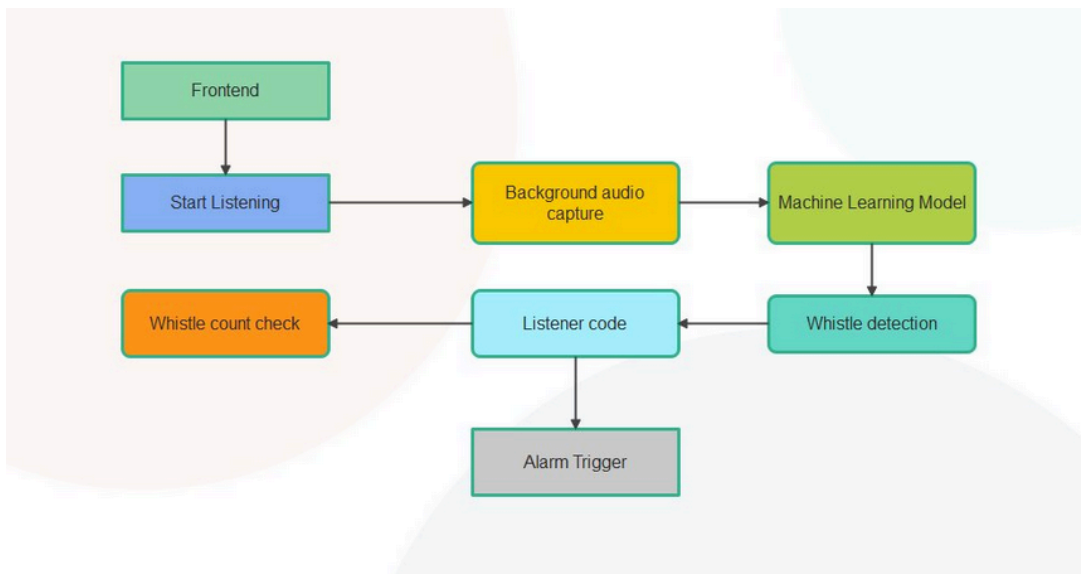 Frontend
Start Listening
Background audio
capture
Machine Learning Model
Whistle count check
Listener code
Whistle detection
Alarm Trigger